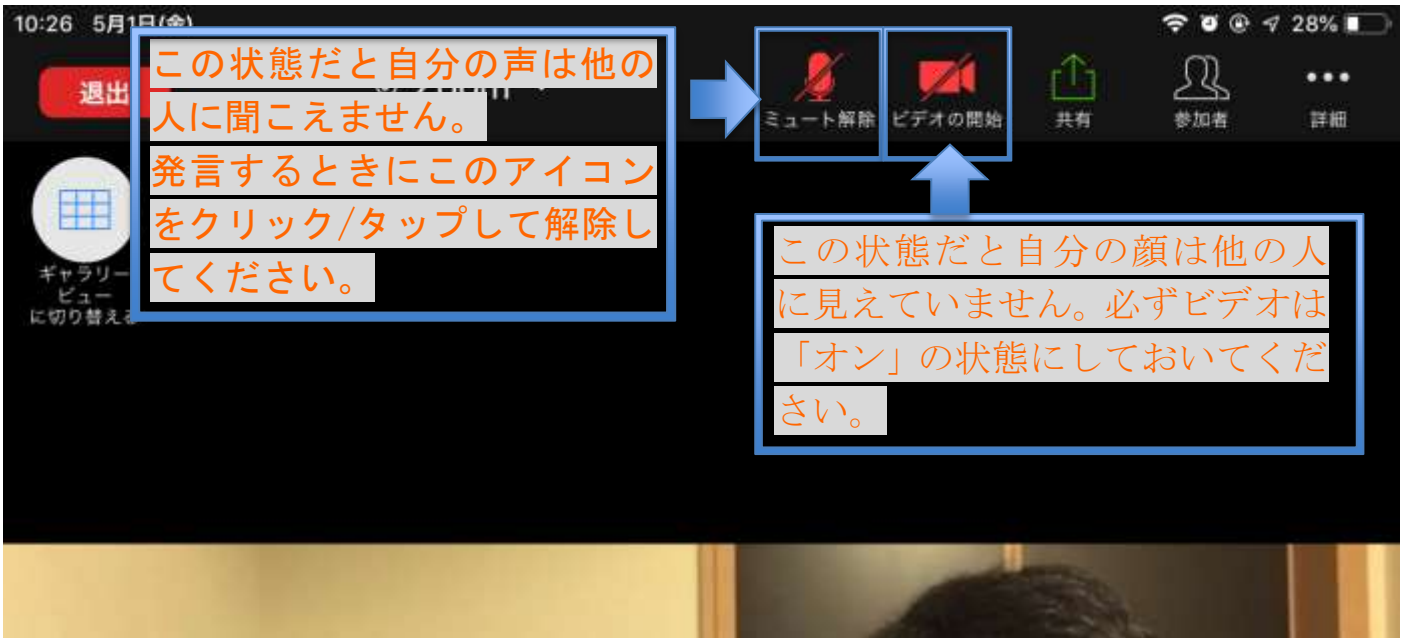 10:26 5月1日(金)
28%
退出
この状態だと自分の声は他の
人に聞こえません。
発言するときにこのアイコン
をクリック/タップして解除し
てください。
ミュート解除
ビデオの開始
共有
参加者
詳細
ギャラリー
ビュー
に切り替える
この状態だと自分の顔は他の人
に見えていません。必ずビデオは
「オン」の状態にしておいてくだ
さい。